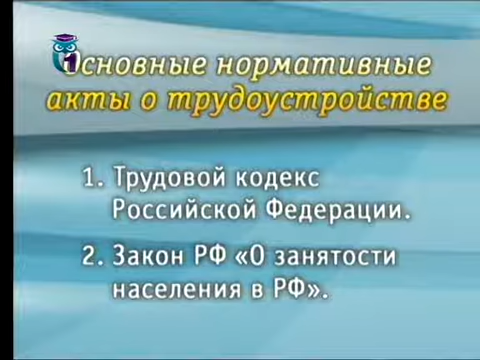 Основные нормативные
акты о трудоустройстве
1. Трудовой кодекс
Российской Федерации.
2. Закон РФ «О занятости
населения в РФ».